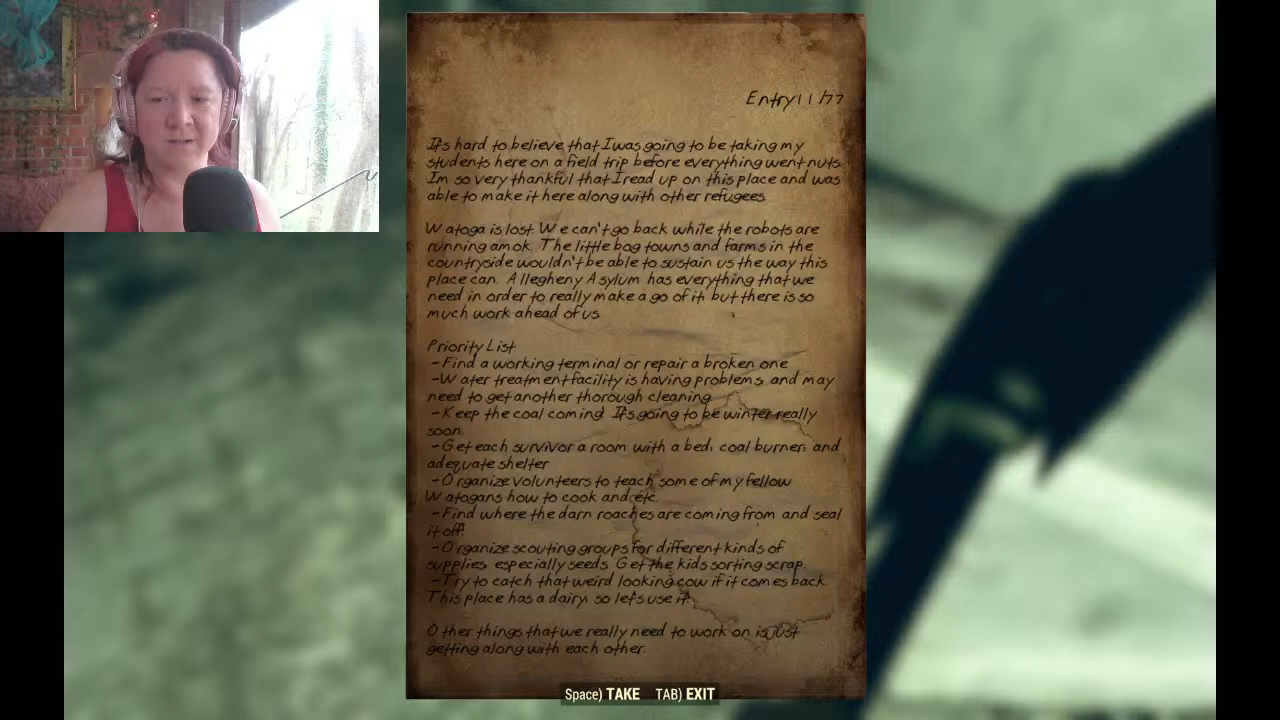 Entry 11/77
It's hard to believe that I was going to be taking my
students here on a field trip before everything went nuts.
I'm so very thankful that I read up on this place and was
able to make it here along with other refugees.
Watoga is lost. We can't go back while the robots are
running amok. The little bog towns and farms in the
countryside wouldn't be able to sustain us the way this
place can. Allegheny Asylum has everything that we
need in order to really make a go of it, but there is so
much work ahead of us.
Priority List
-Find a working terminal or repair a broken one
-Water treatment facility is having problems and may
need to get another thorough cleaning
-Keep the coal coming! It's going to be winter really
soon.
-Get each survivor a room with a bed, coal burner, and
adequate shelter
-Organize volunteers to teach some of my fellow
Watogans how to cook and etc.
-Find where the darn roaches are coming from and seal
it off!
-Organize scouting groups for different kinds of
supplies, especially seeds. Get the kids sorting scrap.
-Try to catch that weird looking cow if it comes back.
This place has a dairy, so let's use it!
Other things that we really need to work on is just
getting along with each other.
Space) TAKE TAB) EXIT